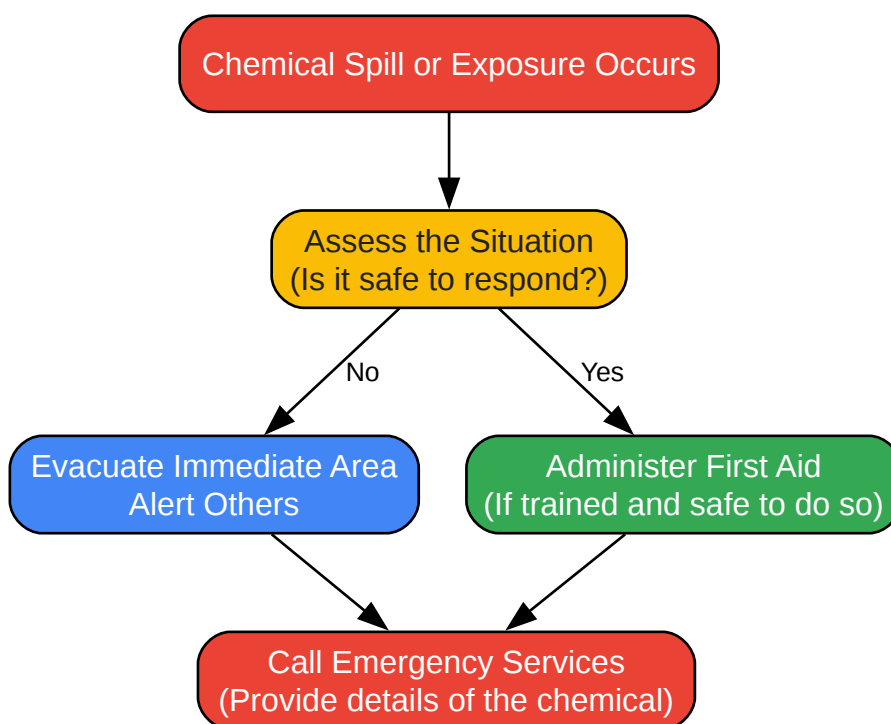 Chemical Spill or Exposure Occurs
Assess the Situation
(Is it safe to respond?)
No
Yes
Evacuate Immediate Area
Alert Others
Administer First Aid
(If trained and safe to do so)
Call Emergency Services
(Provide details of the chemical)